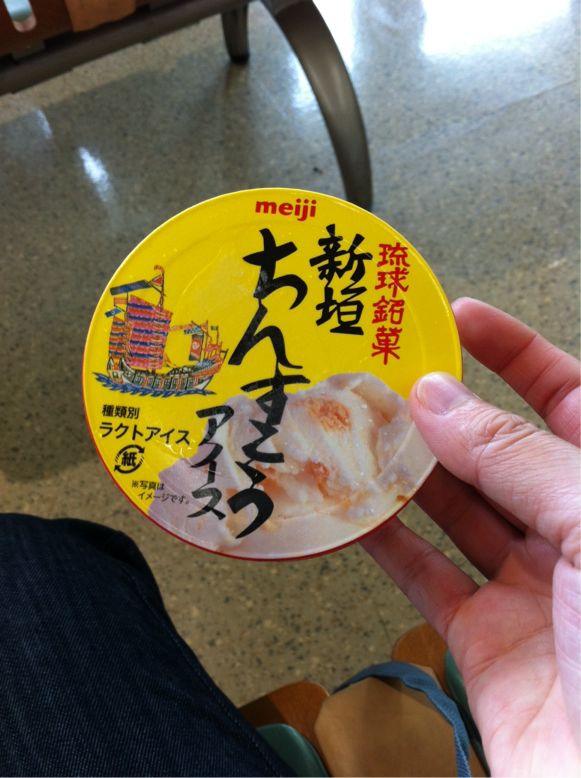 meiji
琉球銘菓
新垣
ちんすこう
アイス
種類別
ラクトアイス
紙
※写真は
イメージです。